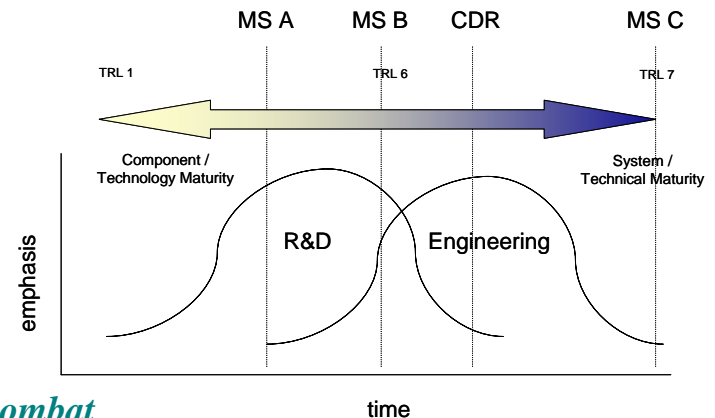 MS A MS B CDR MS C
TRL 1 TRL 6 TRL 7
Component /
Technology Maturity
System /
Technical Maturity
R&D Engineering
emphasis
time
ombat